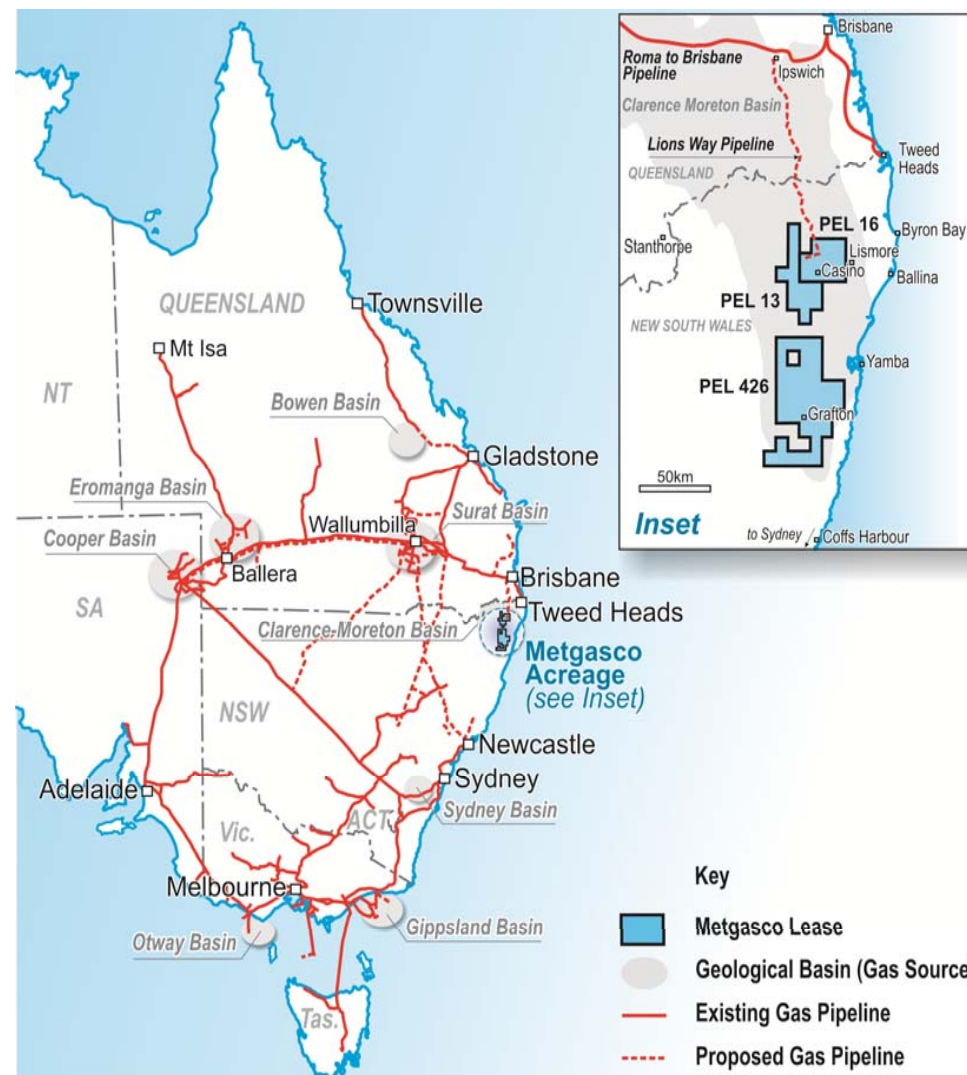 QUEENSLAND
Townsville
Mt Isa
NT
Bowen Basin
Gladstone
Eromanga Basin
Wallumbilla
Surat Basin
Cooper Basin
Ballera
Brisbane
SA
Tweed Heads
Clarence-Moreton Basin
Metgasco
Acreage
(see Inset)
NSW
Newcastle
Sydney
Adelaide
Sydney Basin
Vic.
ACT
Melbourne
Otway Basin
Gippsland Basin
Tas.
Brisbane
Roma to Brisbane
Pipeline
Ipswich
Clarence Moreton Basin
Lions Way Pipeline
Tweed
Heads
QUEENSLAND
PEL 16
Byron Bay
Stanthorpe
Lismore
Casino
Ballina
PEL 13
NEW SOUTH WALES
Yamba
PEL 426
Grafton
50km
Inset
to Sydney
Coffs Harbour
Key
Metgasco Lease
Geological Basin (Gas Source
Existing Gas Pipeline
Proposed Gas Pipeline